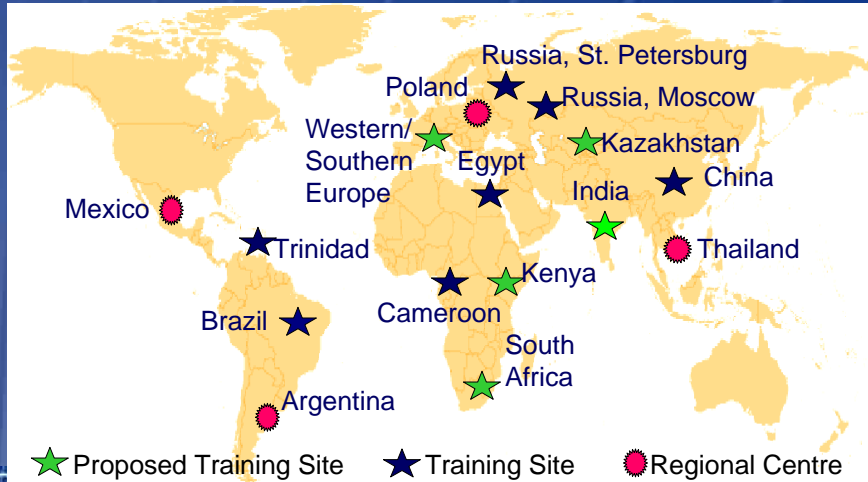 Russia, St. Petersburg
Poland
Russia, Moscow
Western/
Southern
Europe
Kazakhstan
Egypt
China
India
Mexico
Trinidad
Thailand
Kenya
Cameroon
Brazil
South
Africa
Argentina
Proposed Training Site
Training Site
Regional Centre